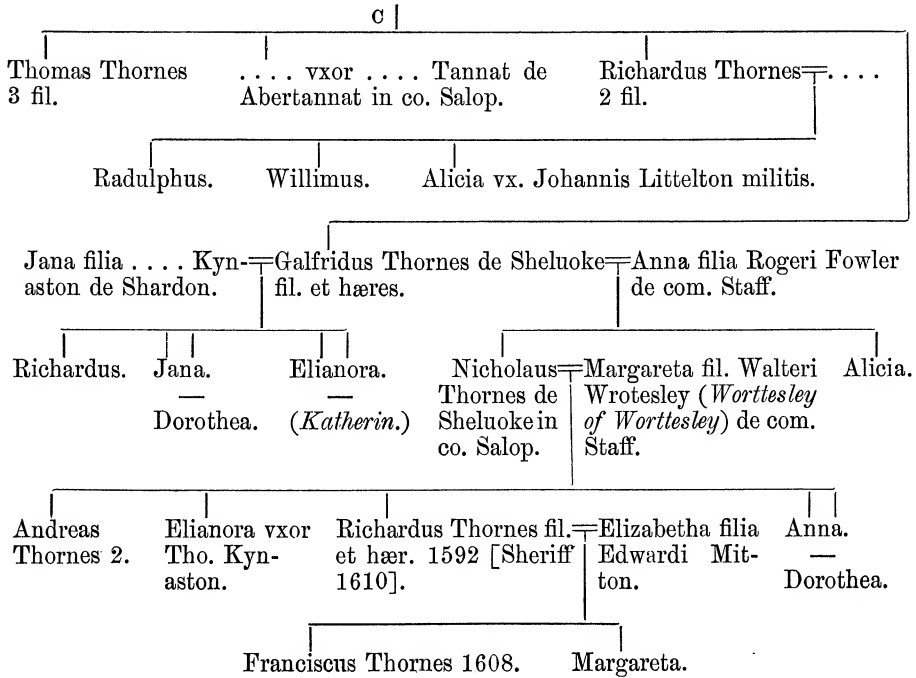 C
Thomas Thornes
3 fil.
. . . . vxor . . . . Tannat de
Abertannat in co. Salop.
Richardus Thornes=. . . .
2 fil.
Radulphus.
Willimus.
Alicia vx. Johannis Littelton militis.
Jana filia . . . . Kyn-
aston de Shardon.
=Galfridus Thornes de Sheluoke=
fil. et hæres.
Anna filia Rogeri Fowler
de com. Staff.
Richardus.
Jana.
—
Dorothea.
Elianora.
—
(Katherin.)
Nicholaus=
Thornes de
Sheluoke in
co. Salop.
Margareta fil. Walteri
Wrotesley (Worttesley
of Worttesley) de com.
Staff.
Alicia.
Andreas
Thornes 2.
Elianora vxor
Tho. Kyn-
aston.
Richardus Thornes fil.=
et hær. 1592 [Sheriff
1610].
Elizabetha filia
Edwardi Mit-
ton.
Anna.
—
Dorothea.
Franciscus Thornes 1608.
Margareta.